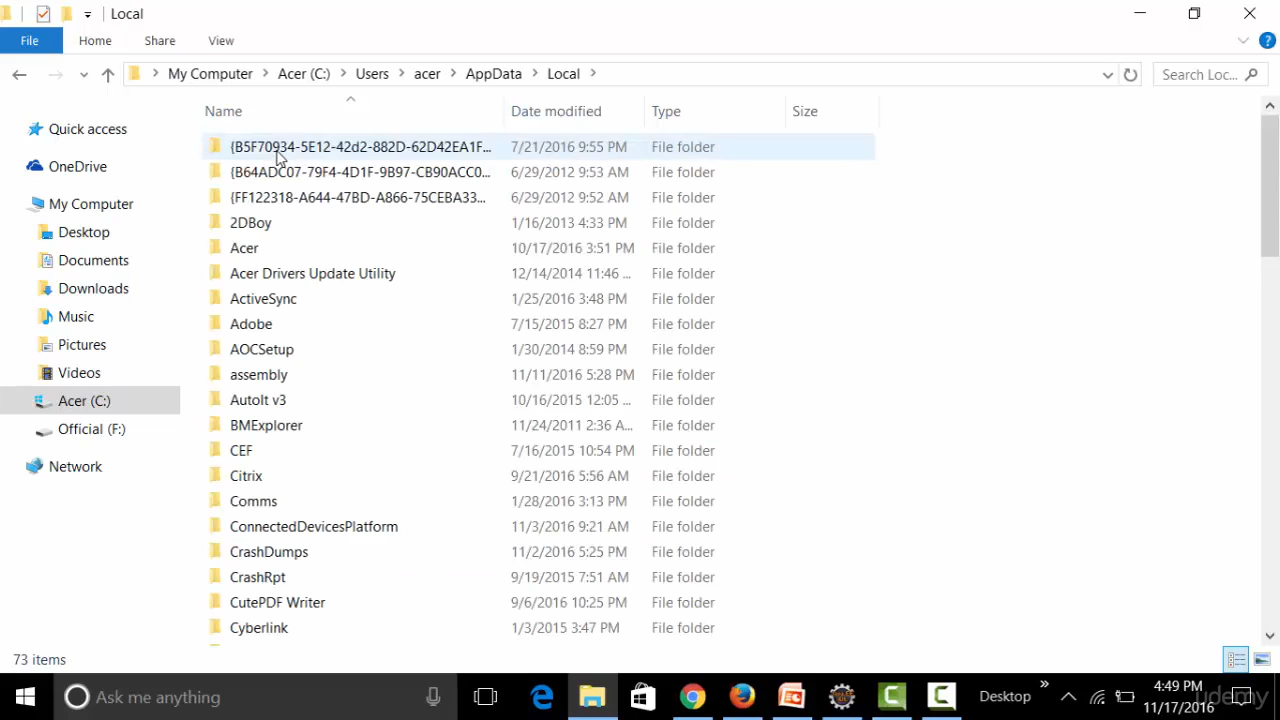 Local
File Home Share View
My Computer Acer (C:) Users acer AppData Local Search Loc...
Name Date modified Type Size
Quick access
OneDrive
My Computer
Desktop
Documents
Downloads
Music
Pictures
Videos
Acer (C:)
Official (F:)
Network
{B5F70934-5E12-42d2-882D-62D42EA1F... 7/21/2016 9:55 PM File folder
{B64ADC07-79F4-4D1F-9B97-CB90ACC0... 6/29/2012 9:53 AM File folder
{FF122318-A644-47BD-A866-75CEBA33... 6/29/2012 9:52 AM File folder
2DBoy 1/16/2013 4:33 PM File folder
Acer 10/17/2016 3:51 PM File folder
Acer Drivers Update Utility 12/14/2014 11:46 ... File folder
ActiveSync 1/25/2016 3:48 PM File folder
Adobe 7/15/2015 8:27 PM File folder
AOCSetup 1/30/2014 8:59 PM File folder
assembly 11/11/2016 5:28 PM File folder
AutoIt v3 10/16/2015 12:05 ... File folder
BMExplorer 11/24/2011 2:36 A... File folder
CEF 7/16/2015 10:54 PM File folder
Citrix 9/21/2016 5:56 AM File folder
Comms 1/28/2016 3:13 PM File folder
ConnectedDevicesPlatform 11/3/2016 9:21 AM File folder
CrashDumps 11/2/2016 5:25 PM File folder
CrashRpt 9/19/2015 7:51 AM File folder
CutePDF Writer 9/6/2016 10:25 PM File folder
Cyberlink 1/3/2015 3:47 PM File folder
73 items
Ask me anything
Desktop
4:49 PM
11/17/2016
udemy